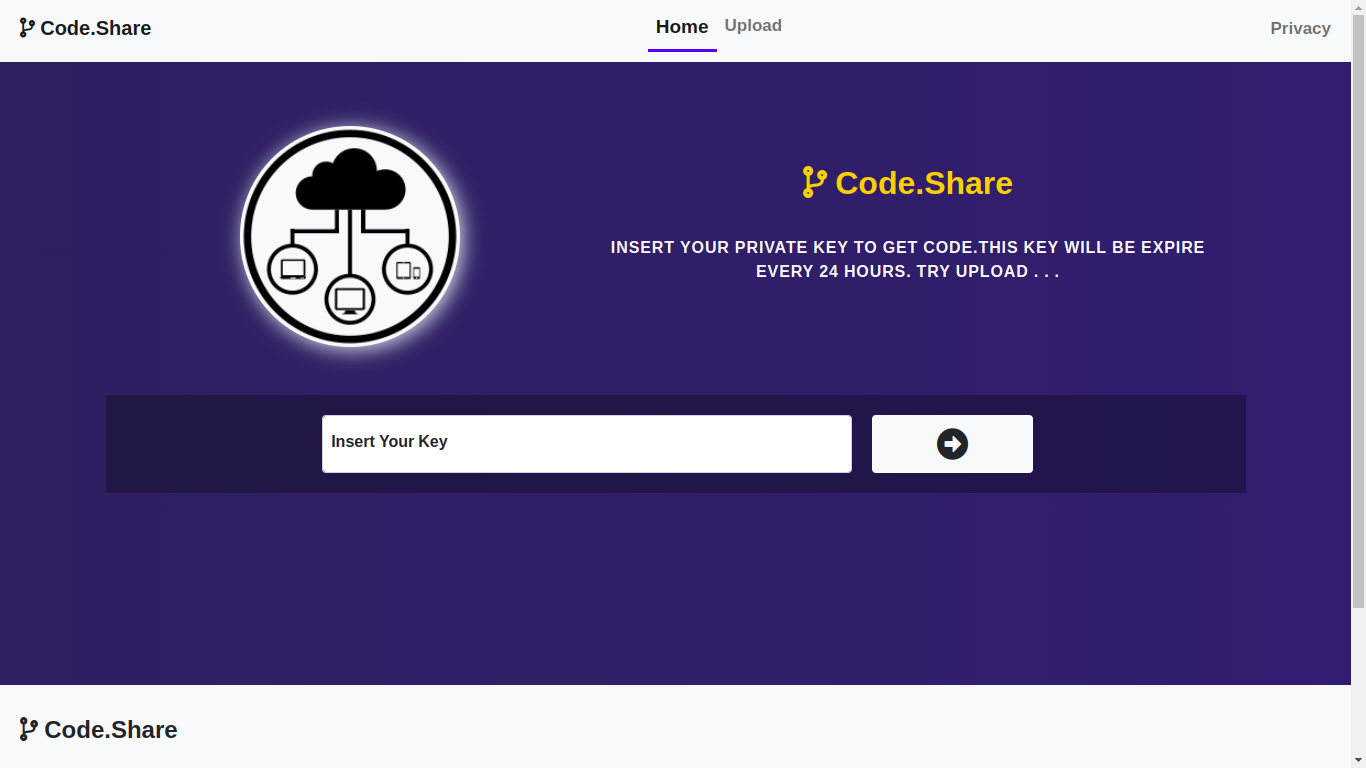 Code.Share
Home
Upload
Privacy
Code.Share
INSERT YOUR PRIVATE KEY TO GET CODE.THIS KEY WILL BE EXPIRE
EVERY 24 HOURS. TRY UPLOAD . . .
Insert Your Key
Code.Share